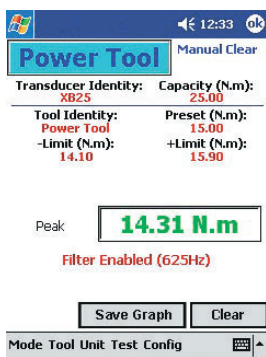 12:33 ok
Power Tool
Manual Clear
Transducer Identity: Capacity (N.m):
XB25 25.00
Tool Identity: Preset (N.m):
Power Tool 15.00
-Limit (N.m): +Limit (N.m):
14.10 15.90
Peak 14.31 N.m
Filter Enabled (625Hz)
Save Graph Clear
Mode Tool Unit Test Config